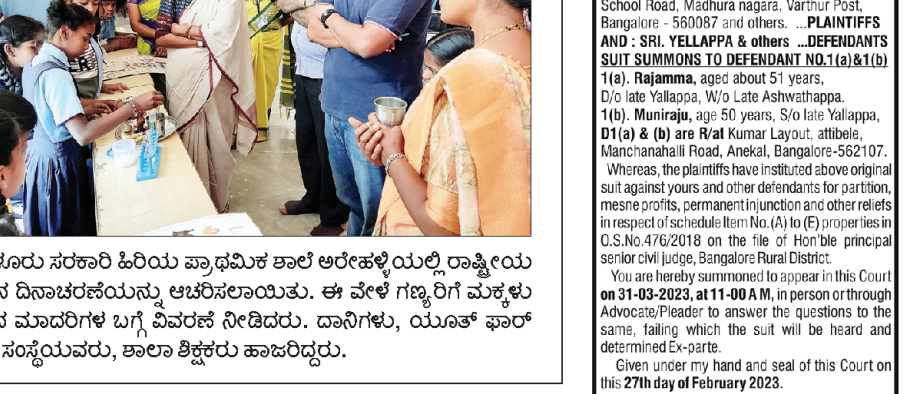 ಸರಕಾರಿ ಹಿರಿಯ ಪ್ರಾಥಮಿಕ ಶಾಲೆ ಅರೇಹಳ್ಳಿಯಲ್ಲಿ ರಾಷ್ಟ್ರೀಯ
ದಿನಾಚರಣೆಯನ್ನು ಆಚರಿಸಲಾಯಿತು. ಈ ವೇಳೆ ಗಣ್ಯರಿಗೆ ಮಕ್ಕಳು
ಮಾದರಿಗಳ ಬಗ್ಗೆ ವಿವರಣೆ ನೀಡಿದರು. ದಾನಿಗಳು, ಯೂತ್ ಫಾರ್
ಸಂಸ್ಥೆಯವರು, ಶಾಲಾ ಶಿಕ್ಷಕರು ಹಾಜರಿದ್ದರು.
School Road, Madhura nagara, Varthur Post,
Bangalore - 560087 and others. ...PLAINTIFFS
AND : SRI. YELLAPPA & others ...DEFENDANTS
SUIT SUMMONS TO DEFENDANT NO.1(a)&1(b)
1(a). Rajamma, aged about 51 years,
D/o late Yallappa, W/o Late Ashwathappa.
1(b). Muniraju, age 50 years, S/o late Yallappa,
D1(a) & (b) are R/at Kumar Layout, attibele,
Manchanahalli Road, Anekal, Bangalore-562107.
Whereas, the plaintiffs have instituted above original
suit against yours and other defendants for partition,
mesne profits, permanent injunction and other reliefs
in respect of schedule Item No. (A) to (E) properties in
O.S.No.476/2018 on the file of Hon'ble principal
senior civil judge, Bangalore Rural District.
You are hereby summoned to appear in this Court
on 31-03-2023, at 11-00 A M, in person or through
Advocate/Pleader to answer the questions to the
same, failing which the suit will be heard and
determined Ex-parte.
Given under my hand and seal of this Court on
this 27th day of February 2023.